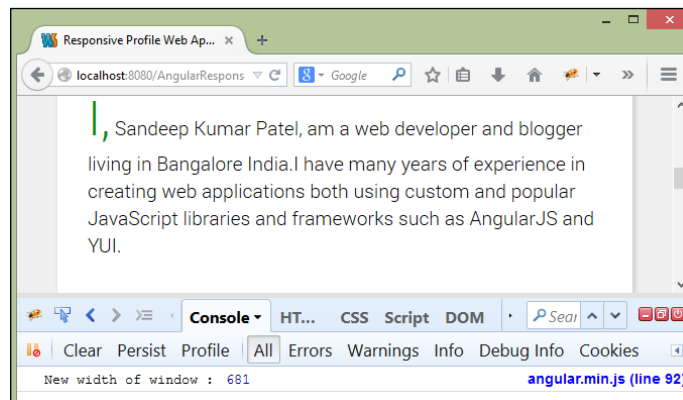 Responsive Profile Web Ap... ×
+
localhost:8080/AngularRespons
Google
I, Sandeep Kumar Patel, am a web developer and blogger
living in Bangalore India.I have many years of experience in
creating web applications both using custom and popular
JavaScript libraries and frameworks such as AngularJS and
YUI.
Console HT... CSS Script DOM Sear
Clear Persist Profile All Errors Warnings Info Debug Info Cookies
New width of window : 681 angular.min.js (line 92)